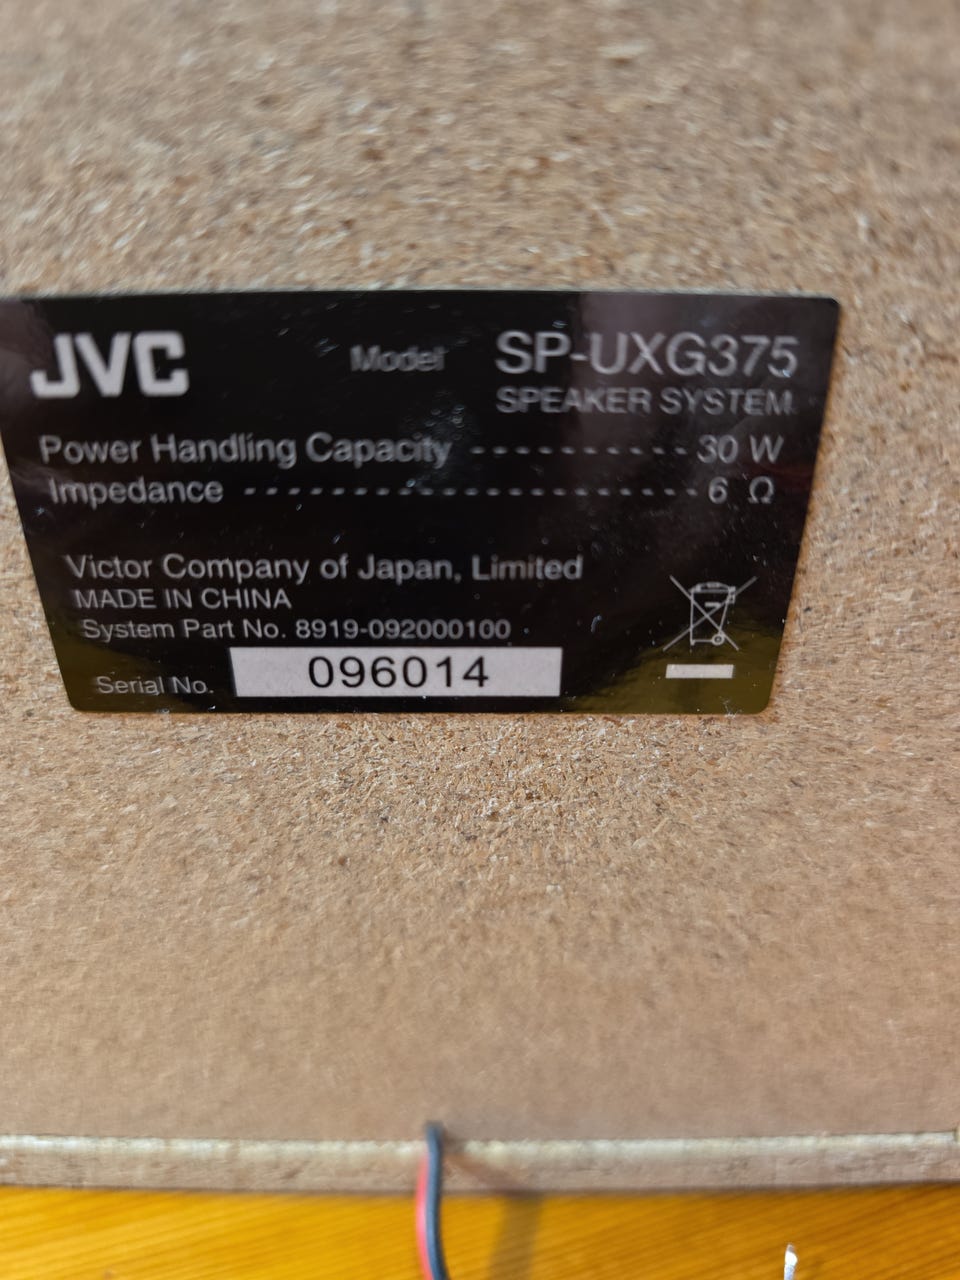 JVC Model SP-UXG375
SPEAKER SYSTEM
Power Handling Capacity ----------- 30 W
Impedance ----------------------- 6 Ω
Victor Company of Japan, Limited
MADE IN CHINA
System Part No. 8919-092000100
Serial No. 096014